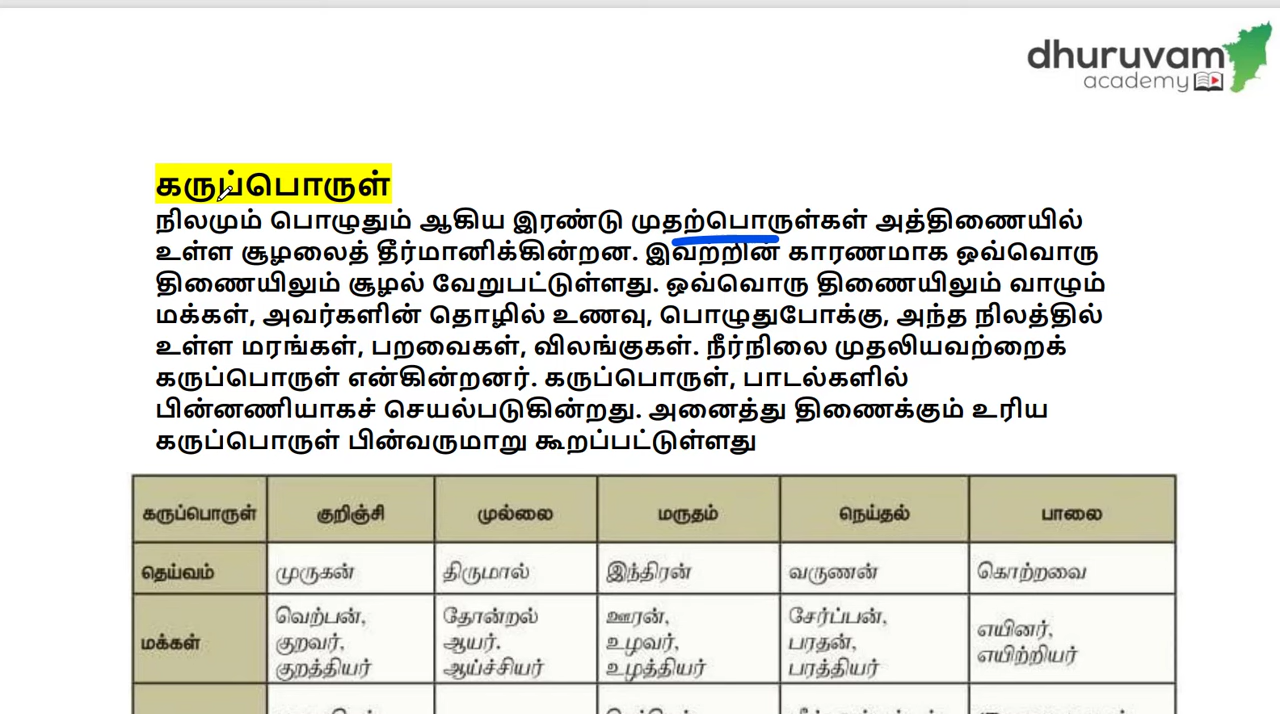 dhuruvam
academy
கருப்பொருள்
நிலமும் பொழுதும் ஆகிய இரண்டு முதற்பொருள்கள் அத்திணையில்
உள்ள சூழலைத் தீர்மானிக்கின்றன. இவற்றின் காரணமாக ஒவ்வொரு
திணையிலும் சூழல் வேறுபட்டுள்ளது. ஒவ்வொரு திணையிலும் வாழும்
மக்கள், அவர்களின் தொழில் உணவு, பொழுதுபோக்கு, அந்த நிலத்தில்
உள்ள மரங்கள், பறவைகள், விலங்குகள். நீர்நிலை முதலியவற்றைக்
கருப்பொருள் என்கின்றனர். கருப்பொருள், பாடல்களில்
பின்னணியாகச் செயல்படுகின்றது. அனைத்து திணைக்கும் உரிய
கருப்பொருள் பின்வருமாறு கூறப்பட்டுள்ளது
கருப்பொருள் குறிஞ்சி முல்லை மருதம் நெய்தல் பாலை
தெய்வம் முருகன் திருமால் இந்திரன் வருணன் கொற்றவை
மக்கள் வெற்பன், குறவர், குறத்தியர் தோன்றல் ஆயர். ஆய்ச்சியர் ஊரன், உழவர், உழத்தியர் சேர்ப்பன், பரதன், பரத்தியர் எயினர், எயிற்றியர்